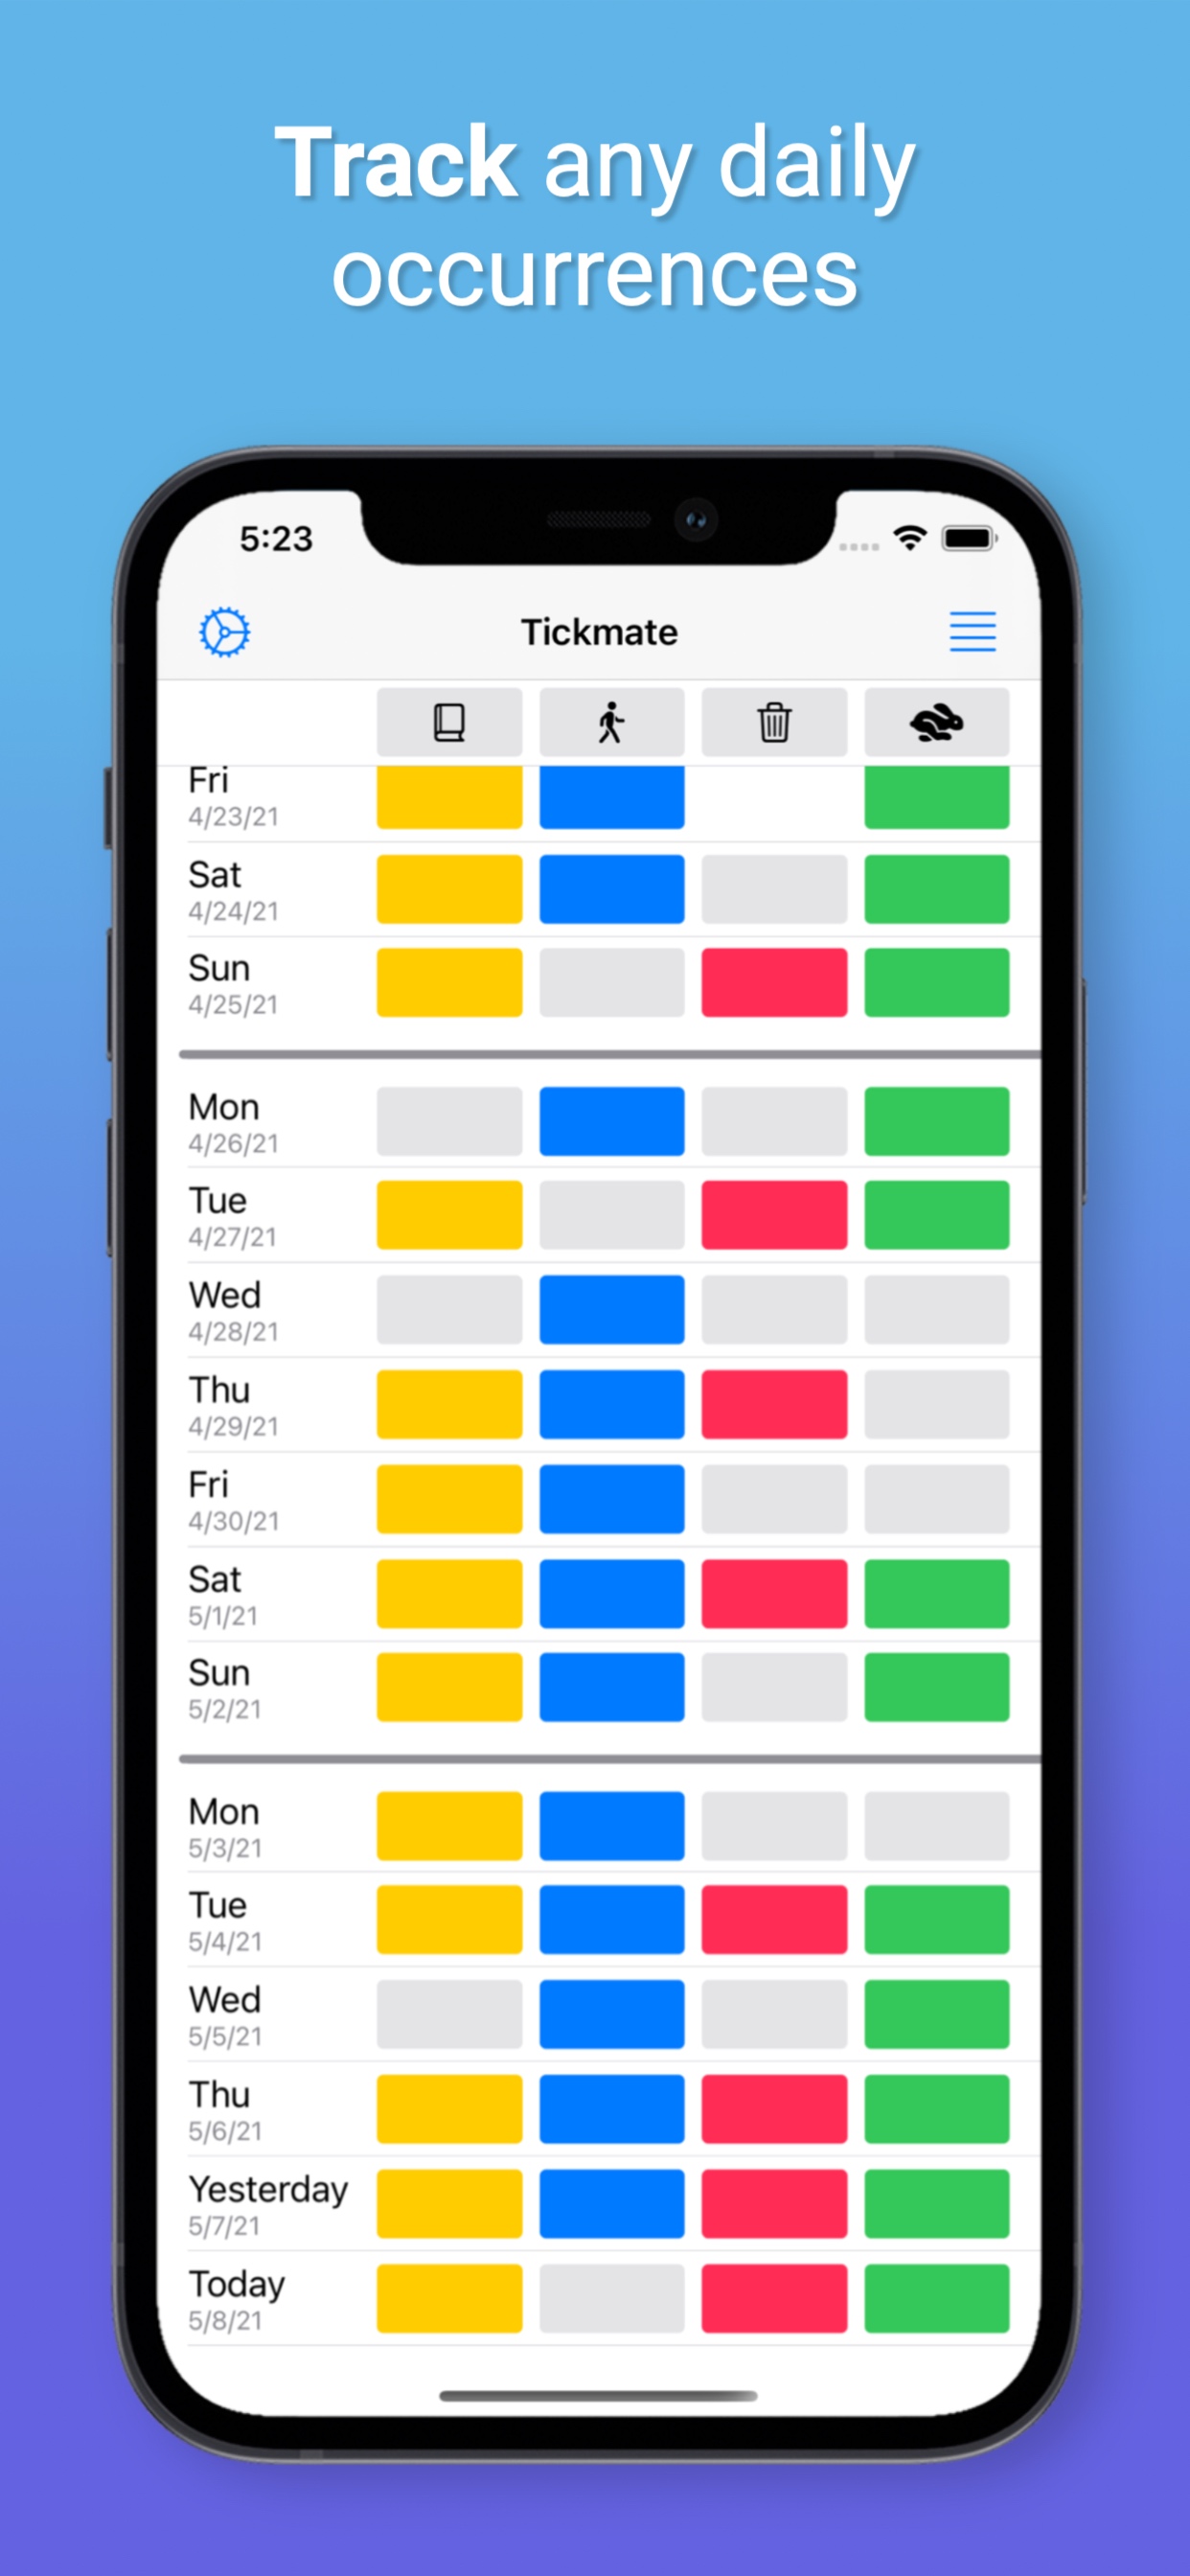 Track any daily
occurrences
5:23
Tickmate
Fri
4/23/21
Sat
4/24/21
Sun
4/25/21
Mon
4/26/21
Tue
4/27/21
Wed
4/28/21
Thu
4/29/21
Fri
4/30/21
Sat
5/1/21
Sun
5/2/21
Mon
5/3/21
Tue
5/4/21
Wed
5/5/21
Thu
5/6/21
Yesterday
5/7/21
Today
5/8/21